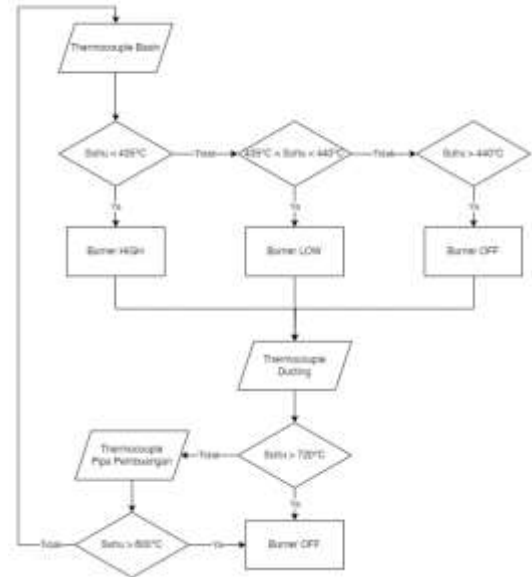 Thermocouple Basin
Suhu < 435°C
Tidak
435°C < Suhu < 440°C
Tidak
Suhu > 440°C
Ya
Ya
Ya
Burner HIGH
Burner LOW
Burner OFF
Thermocouple
Ducting
Thermocouple
Pipa Pembuangan
Tidak
Suhu > 720°C
Ya
Tidak
Suhu >
Ya
Burner OFF